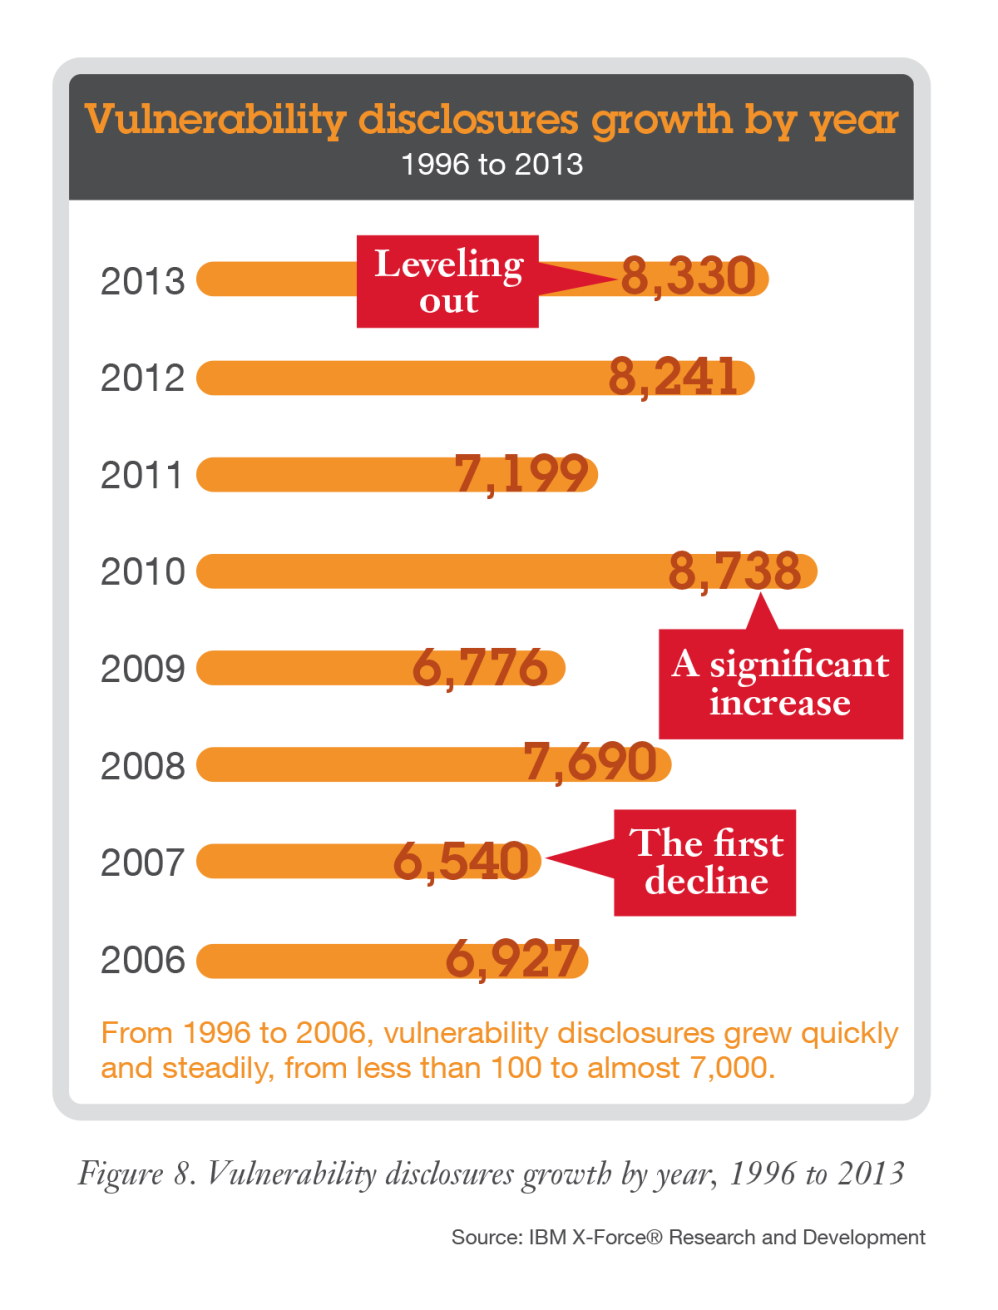 Vulnerability disclosures growth by year
1996 to 2013
2013
Leveling
out
8,330
2012
8,241
2011
7,199
2010
8,738
A significant
increase
2009
6,776
2008
7,690
2007
6,540
The first
decline
2006
6,927
From 1996 to 2006, vulnerability disclosures grew quickly
and steadily, from less than 100 to almost 7,000.
Figure 8. Vulnerability disclosures growth by year, 1996 to 2013
Source: IBM X-Force® Research and Development